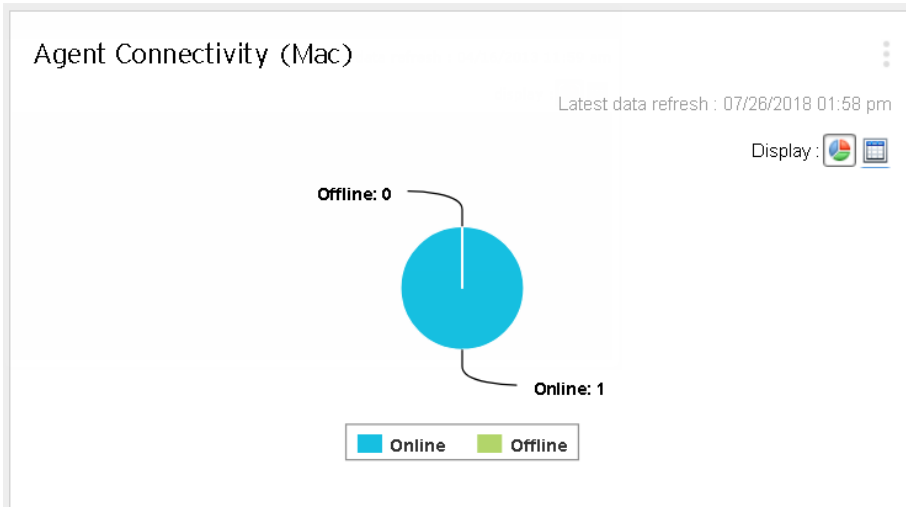 Agent Connectivity (Mac)
Latest data refresh : 07/26/2018 01:58 pm
Display :
Offline: 0
Online: 1
Online Offline